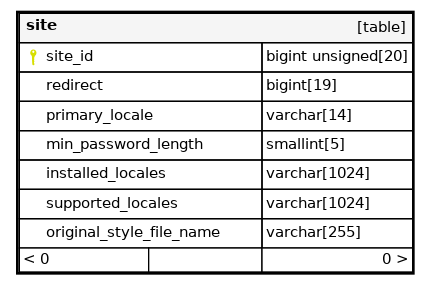 site [table]
site_id bigint unsigned[20]
redirect bigint[19]
primary_locale varchar[14]
min_password_length smallint[5]
installed_locales varchar[1024]
supported_locales varchar[1024]
original_style_file_name varchar[255]
< 0 0 >